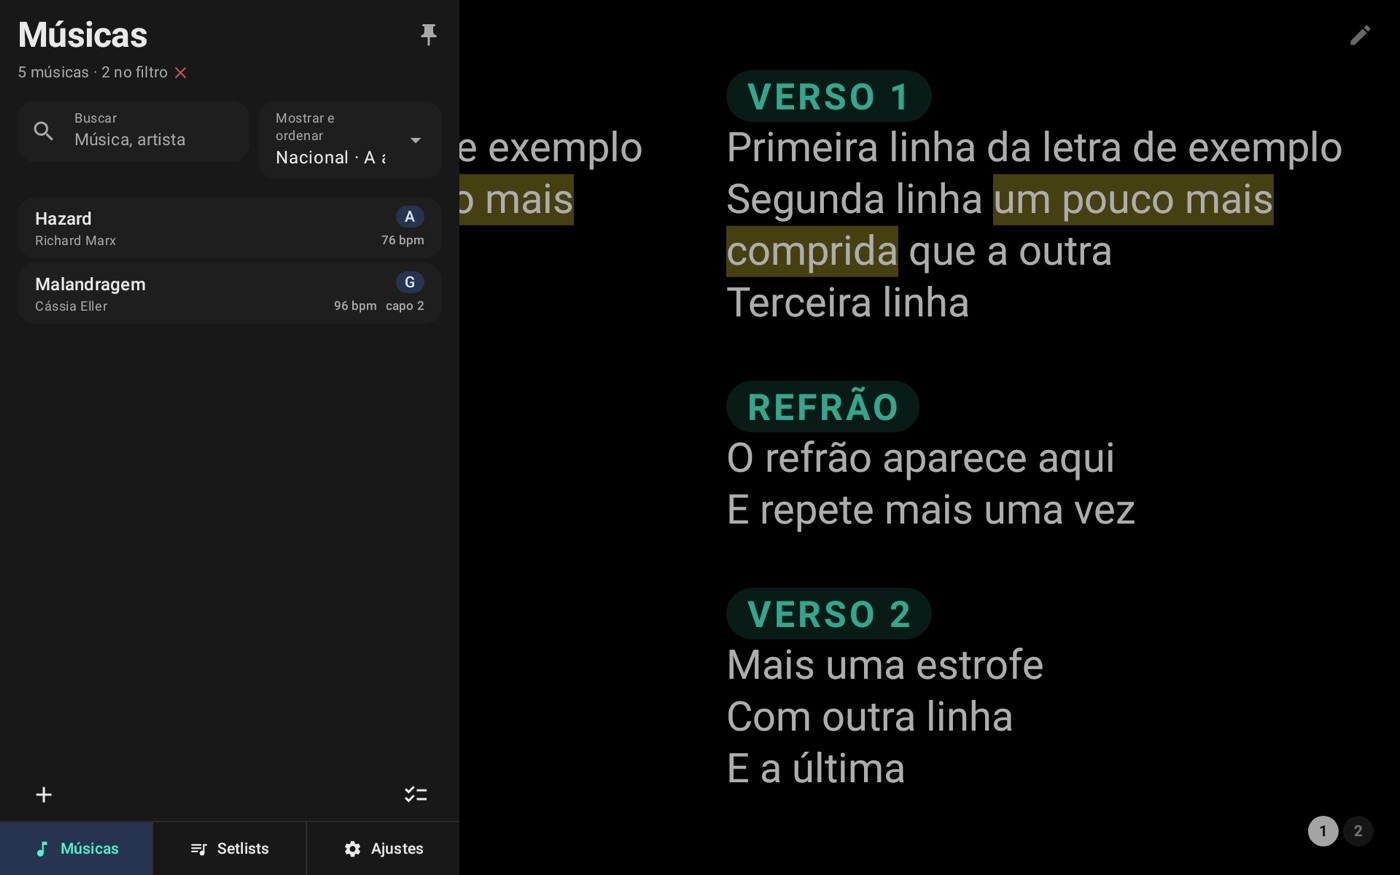 Músicas
5 músicas · 2 no filtro
Buscar
Música, artista
Mostrar e
ordenar
Nacional · A
Hazard
A
Richard Marx
76 bpm
Malandragem
G
Cássia Eller
96 bpm capo 2
Músicas
Setlists
Ajustes
e exemplo
o mais
VERSO 1
Primeira linha da letra de exemplo
Segunda linha um pouco mais
comprida que a outra
Terceira linha
REFRÃO
O refrão aparece aqui
E repete mais uma vez
VERSO 2
Mais uma estrofe
Com outra linha
E a última
1 2